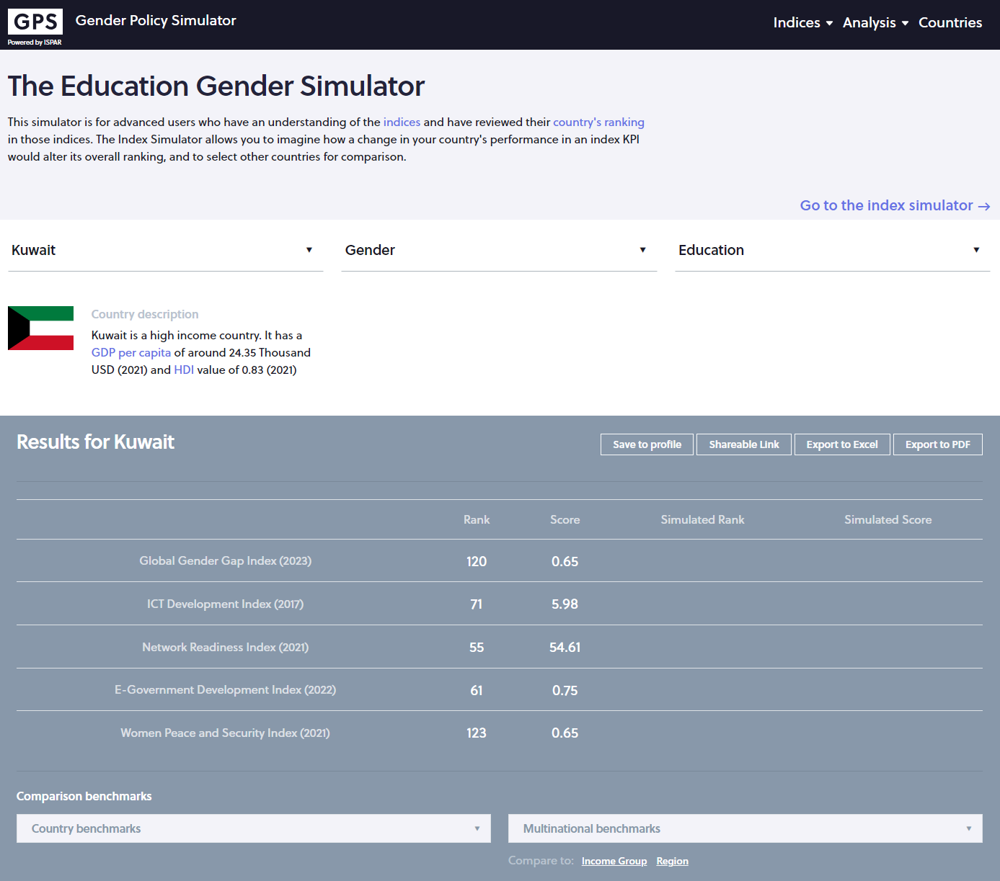 GPS
Powered by ISPAR
Gender Policy Simulator
Indices
Analysis
Countries
The Education Gender Simulator
This simulator is for advanced users who have an understanding of the indices and have reviewed their country's ranking
in those indices. The Index Simulator allows you to imagine how a change in your country's performance in an index KPI
would alter its overall ranking, and to select other countries for comparison.
Go to the index simulator →
Kuwait
Gender
Education
Country description
Kuwait is a high income country. It has a
GDP per capita of around 24.35 Thousand
USD (2021) and HDI value of 0.83 (2021)
Results for Kuwait
Save to profile
Shareable Link
Export to Excel
Export to PDF
Rank Score Simulated Rank Simulated Score
Global Gender Gap Index (2023) 120 0.65
ICT Development Index (2017) 71 5.98
Network Readiness Index (2021) 55 54.61
E-Government Development Index (2022) 61 0.75
Women Peace and Security Index (2021) 123 0.65
Comparison benchmarks
Country benchmarks
Multinational benchmarks
Compare to: Income Group Region